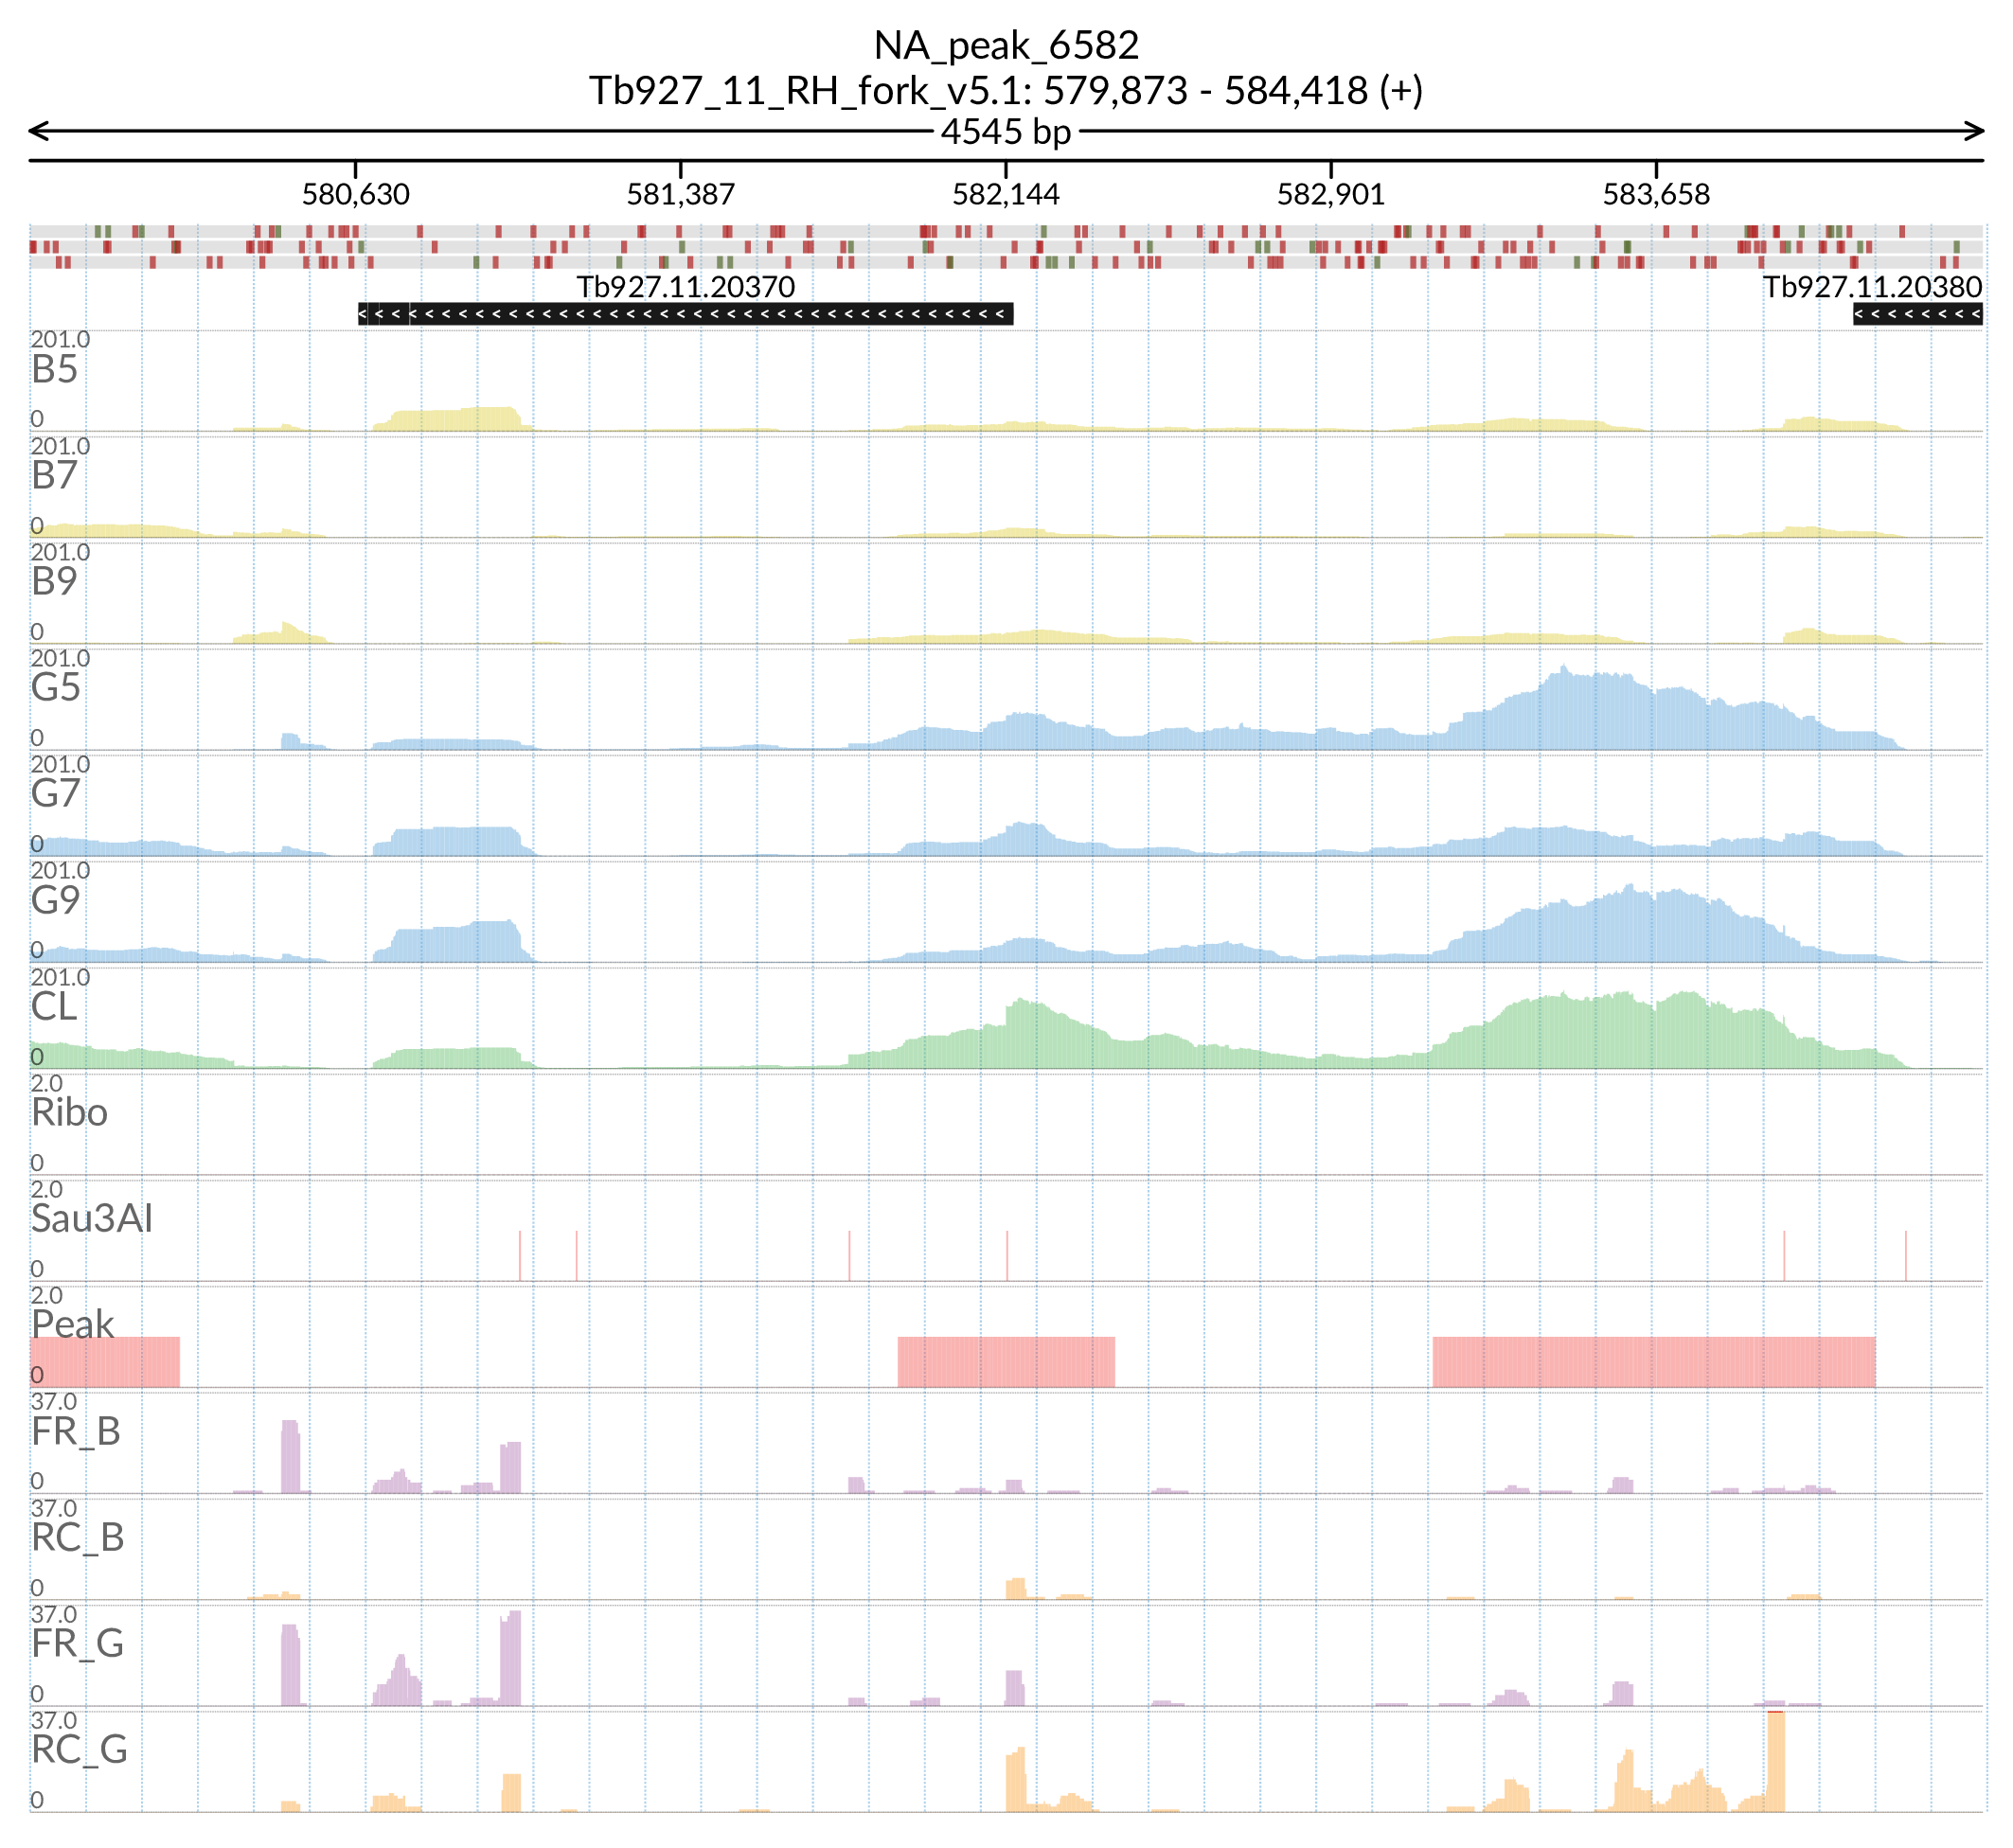 NA_peak_6582
Tb927_11_RH_fork_v5.1: 579,873 - 584,418 (+)
4545 bp
580,630 581,387 582,144 582,901 583,658
Tb927.11.20370 Tb927.11.20380
201.0
B5
0
201.0
B7
0
201.0
B9
0
201.0
G5
0
201.0
G7
0
201.0
G9
0
201.0
CL
0
2.0
Ribo
0
2.0
Sau3AI
0
2.0
Peak
0
37.0
FR_B
0
37.0
RC_B
0
37.0
FR_G
0
37.0
RC_G
0